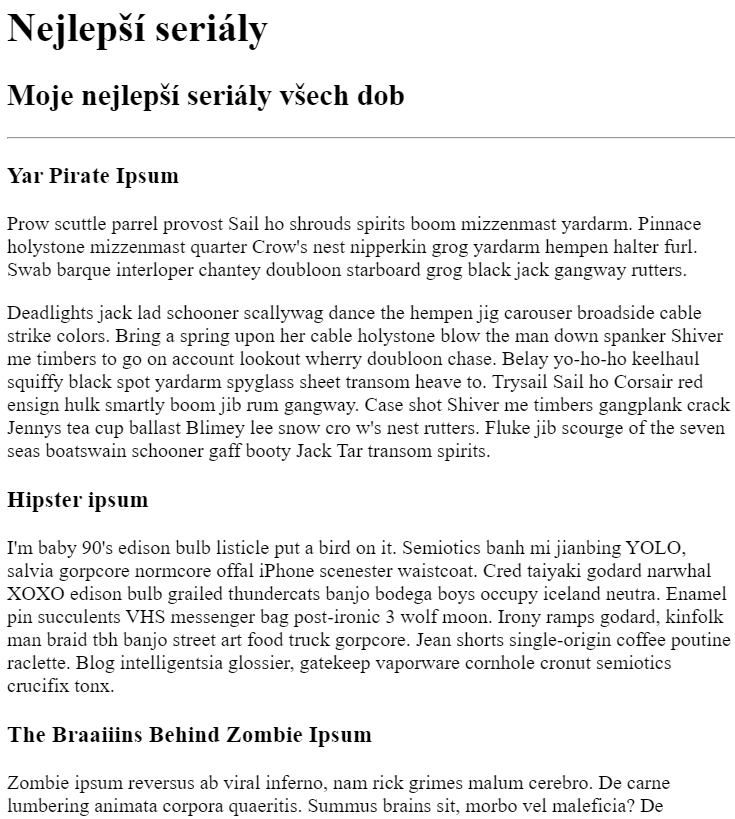 Nejlepší seriály
Moje nejlepší seriály všech dob
Yar Pirate Ipsum
Prow scuttle parrel provost Sail ho shrouds spirits boom mizzenmast yardarm. Pinnace
holystone mizzenmast quarter Crow's nest nipperkin grog yardarm hempen halter furl.
Swab barque interloper chantey doubloon starboard grog black jack gangway rutters.
Deadlights jack lad schooner scallywag dance the hempen jig carouser broadside cable
strike colors. Bring a spring upon her cable holystone blow the man down spanker Shiver
me timbers to go on account lookout wherry doubloon chase. Belay yo-ho-ho keelhaul
squiffy black spot yardarm spyglass sheet transom heave to. Trysail Sail ho Corsair red
ensign hulk smartly boom jib rum gangway. Case shot Shiver me timbers gangplank crack
Jennys tea cup ballast Blimey lee snow cro w's nest rutters. Fluke jib scourge of the seven
seas boatswain schooner gaff booty Jack Tar transom spirits.
Hipster ipsum
I'm baby 90's edison bulb listicle put a bird on it. Semiotics banh mi jianbing YOLO,
salvia gorpcore normcore offal iPhone scenester waistcoat. Cred taiyaki godard narwhal
XOXO edison bulb grailed thundercats banjo bodega boys occupy iceland neutra. Enamel
pin succulents VHS messenger bag post-ironic 3 wolf moon. Irony ramps godard, kinfolk
man braid tbh banjo street art food truck gorpcore. Jean shorts single-origin coffee poutine
raclette. Blog intelligentsia glossier, gatekeep vaporware cornhole cronut semiotics
crucifix tonx.
The Braaiiins Behind Zombie Ipsum
Zombie ipsum reversus ab viral inferno, nam rick grimes malum cerebro. De carne
lumbering animata corpora quaeritis. Summus brains sit, morbo vel maleficia? De